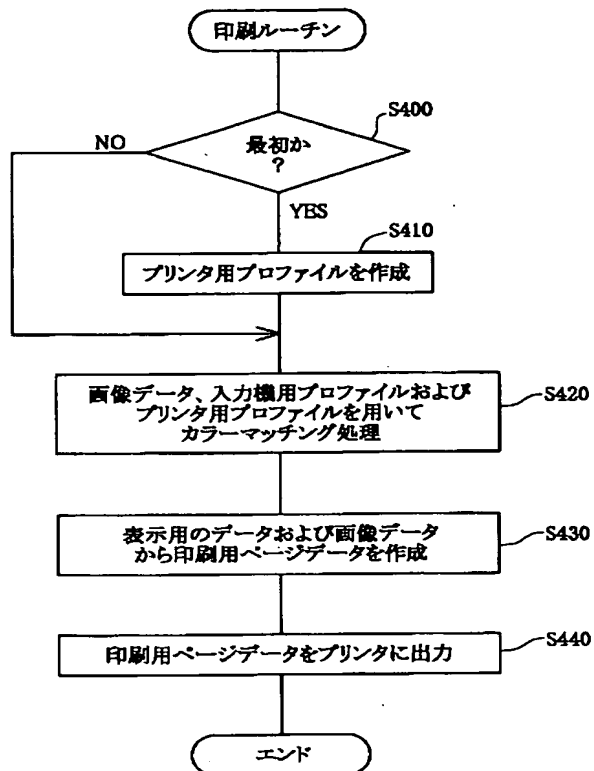 印刷ルーチン
S400
最初か
?
NO
YES
S410
プリンタ用プロファイルを作成
画像データ、入力機用プロファイルおよび
プリンタ用プロファイルを用いて
カラーマッチング処理
S420
表示用のデータおよび画像データ
から印刷用ページデータを作成
S430
印刷用ページデータをプリンタに出力
S440
エンド